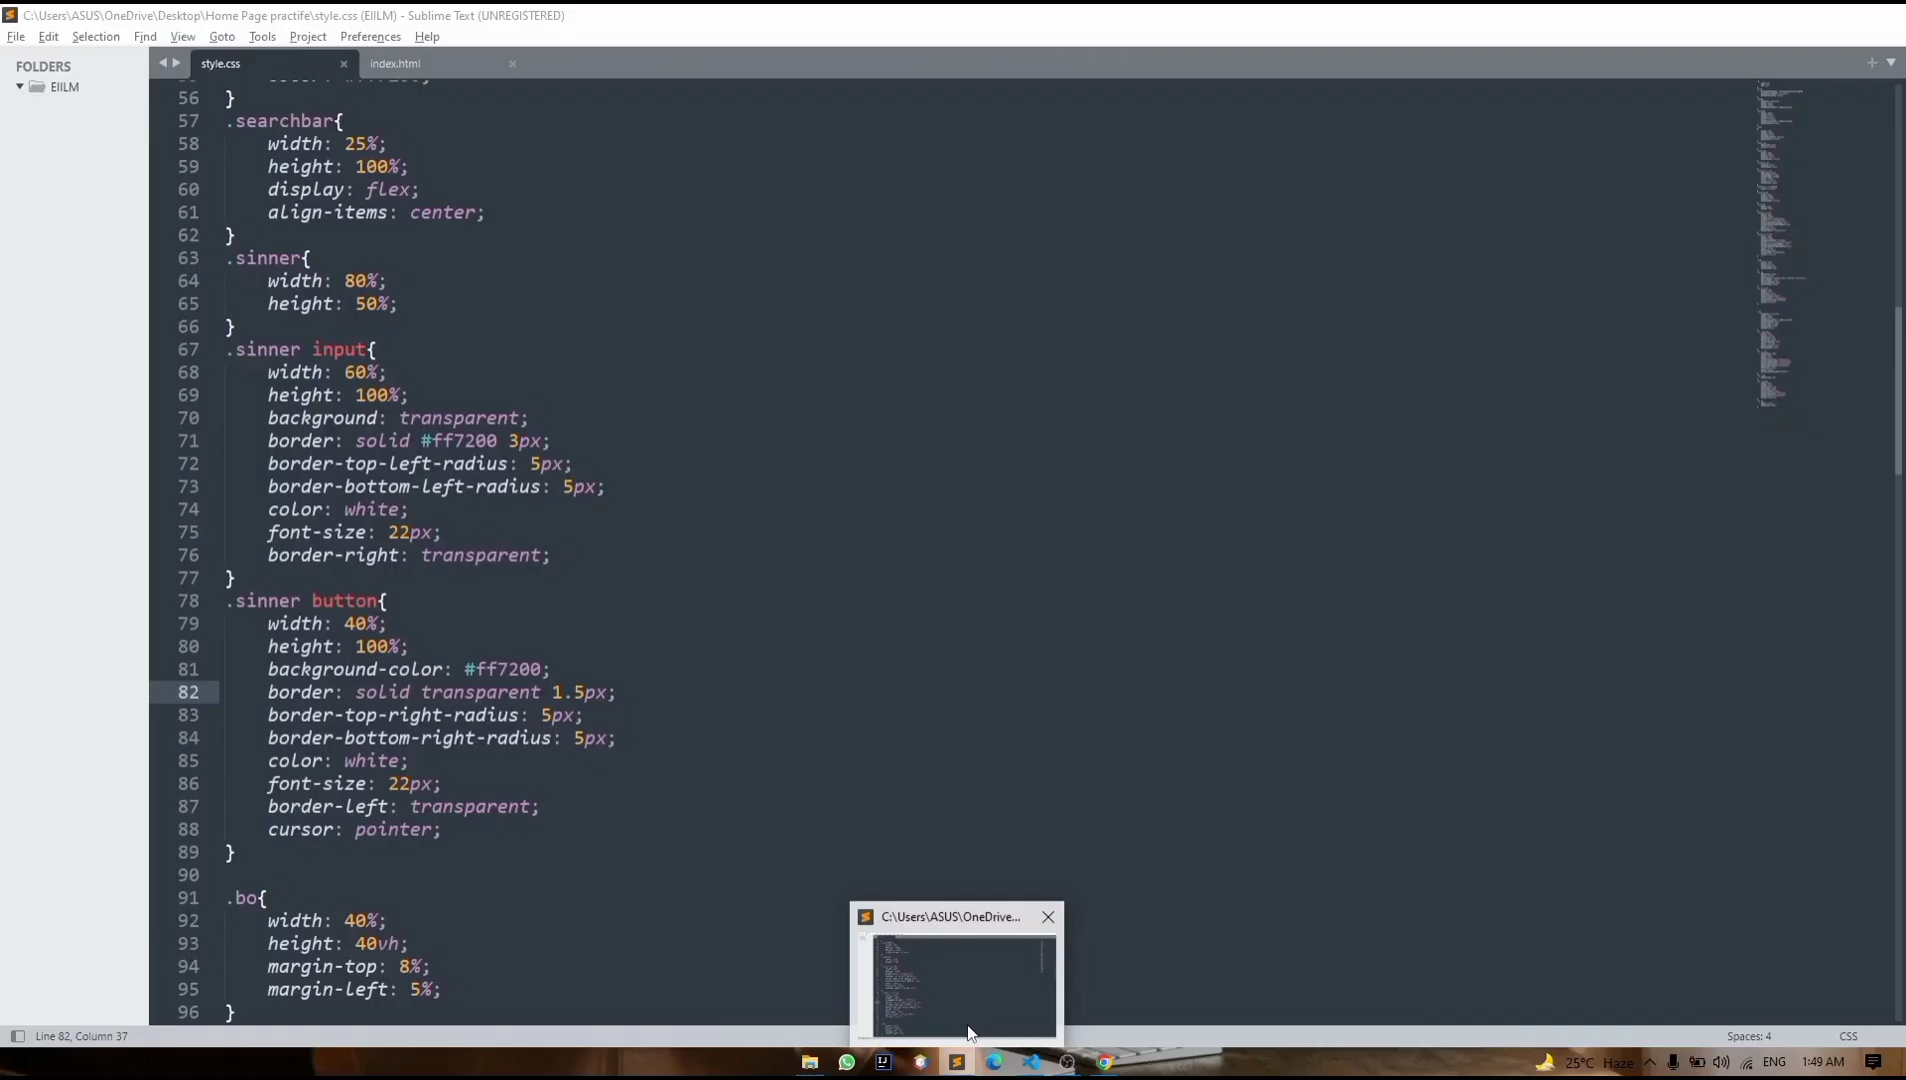 C:\Users\ASUS\OneDrive\Desktop\Home Page practife\style.css (EIILM) - Sublime Text (UNREGISTERED)
File Edit Selection Find View Goto Tools Project Preferences Help
FOLDERS
EIILM
style.css index.html
56 }
57 .searchbar{
58 width: 25%;
59 height: 100%;
60 display: flex;
61 align-items: center;
62 }
63 .sinner{
64 width: 80%;
65 height: 50%;
66 }
67 .sinner input{
68 width: 60%;
69 height: 100%;
70 background: transparent;
71 border: solid #ff7200 3px;
72 border-top-left-radius: 5px;
73 border-bottom-left-radius: 5px;
74 color: white;
75 font-size: 22px;
76 border-right: transparent;
77 }
78 .sinner button{
79 width: 40%;
80 height: 100%;
81 background-color: #ff7200;
82 border: solid transparent 1.5px;
83 border-top-right-radius: 5px;
84 border-bottom-right-radius: 5px;
85 color: white;
86 font-size: 22px;
87 border-left: transparent;
88 cursor: pointer;
89 }
90
91 .bo{
92 width: 40%;
93 height: 40vh;
94 margin-top: 8%;
95 margin-left: 5%;
96 }
C:\Users\ASUS\OneDrive...
Line 82, Column 37
Spaces: 4 CSS
25°C Haze ENG 1:49 AM